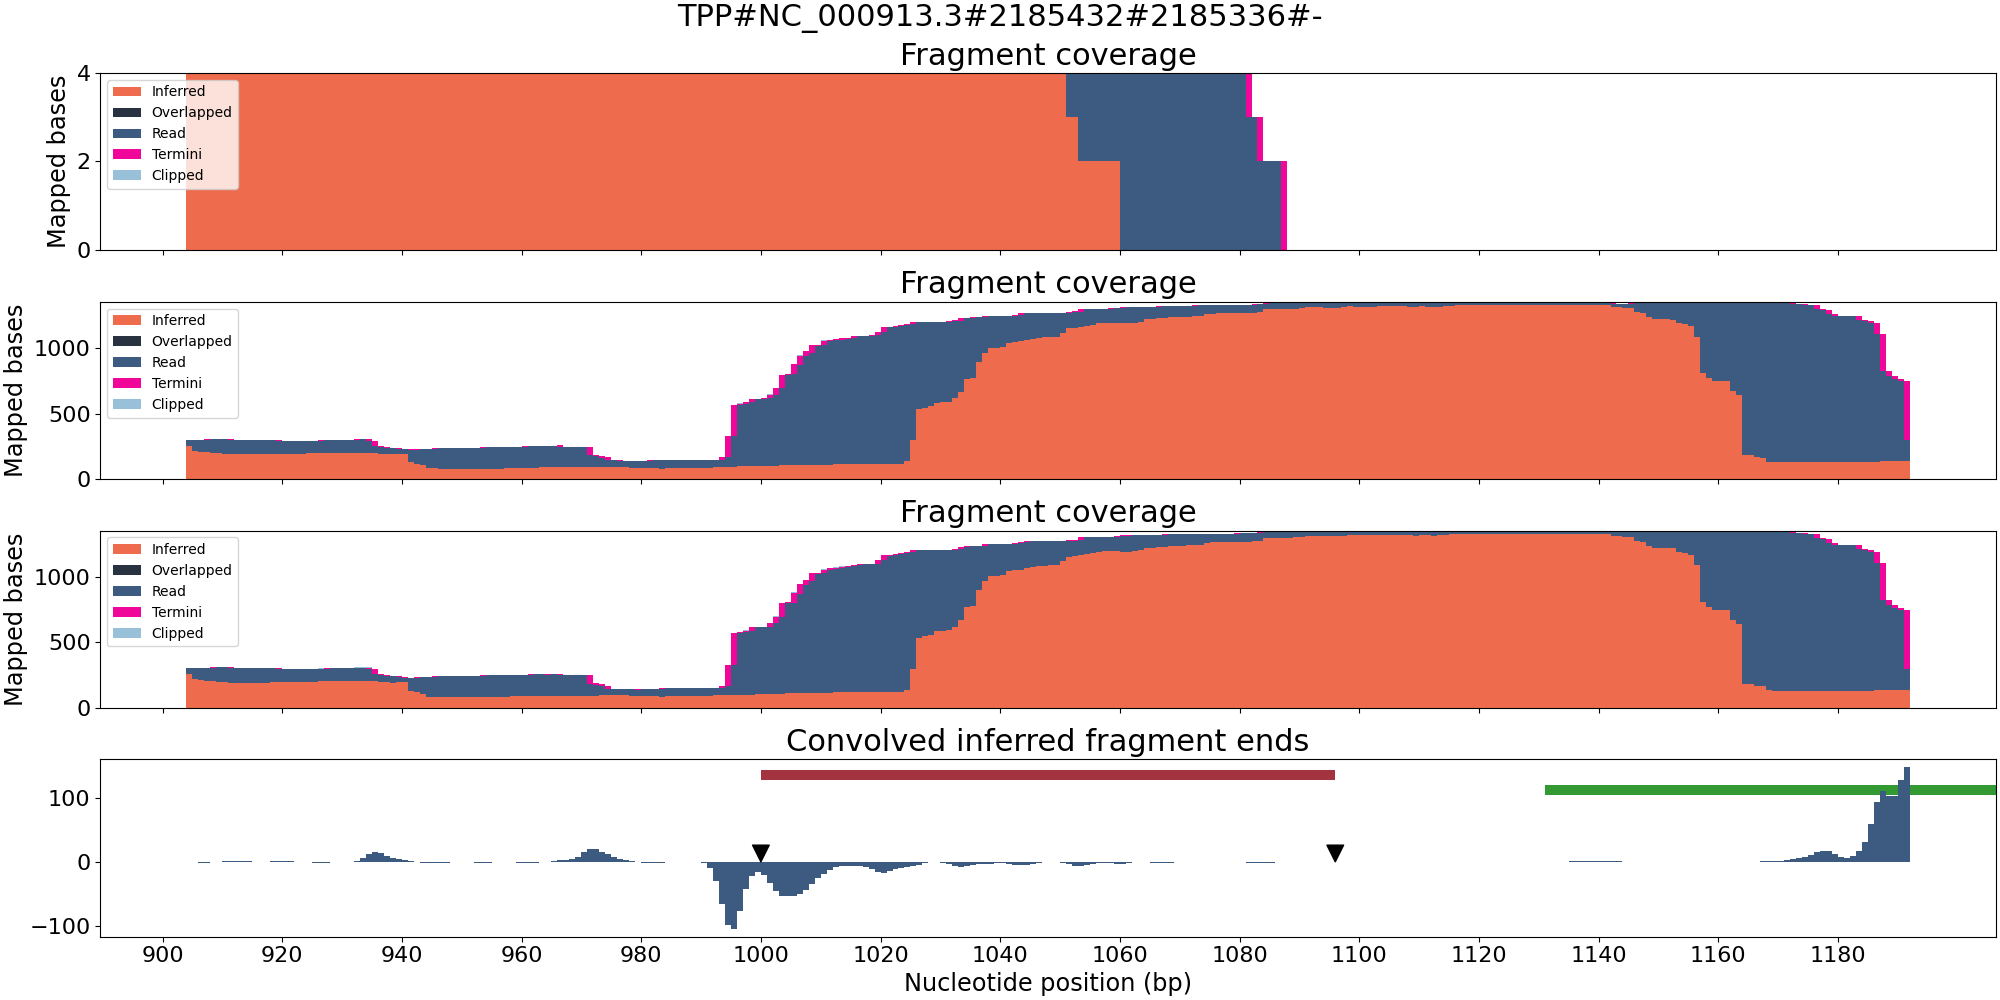 TPP#NC_000913.3#2185432#2185336#-
Fragment coverage
Mapped bases
4
2
0
Inferred
Overlapped
Read
Termini
Clipped
Fragment coverage
Mapped bases
1000
500
0
Inferred
Overlapped
Read
Termini
Clipped
Fragment coverage
Mapped bases
1000
500
0
Inferred
Overlapped
Read
Termini
Clipped
Convolved inferred fragment ends
100
0
−100
900 920 940 960 980 1000 1020 1040 1060 1080 1100 1120 1140 1160 1180
Nucleotide position (bp)